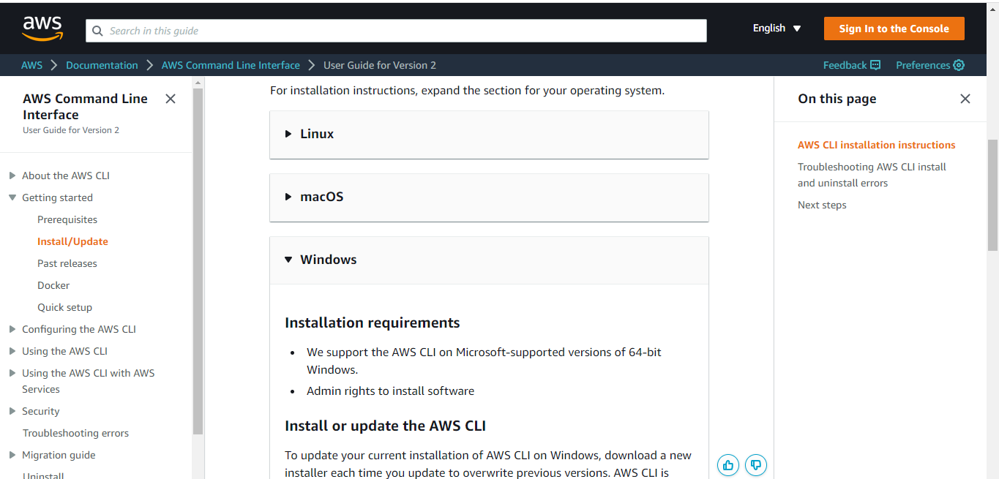 aws
Search in this guide
English
Sign In to the Console
AWS
Documentation
AWS Command Line Interface
User Guide for Version 2
Feedback
Preferences
AWS Command Line
Interface
User Guide for Version 2
About the AWS CLI
Getting started
Prerequisites
Install/Update
Past releases
Docker
Quick setup
Configuring the AWS CLI
Using the AWS CLI
Using the AWS CLI with AWS
Services
Security
Troubleshooting errors
Migration guide
Uninstall
For installation instructions, expand the section for your operating system.
Linux
macOS
Windows
Installation requirements
• We support the AWS CLI on Microsoft-supported versions of 64-bit
Windows.
• Admin rights to install software
Install or update the AWS CLI
To update your current installation of AWS CLI on Windows, download a new
installer each time you update to overwrite previous versions. AWS CLI is
On this page
AWS CLI installation instructions
Troubleshooting AWS CLI install
and uninstall errors
Next steps